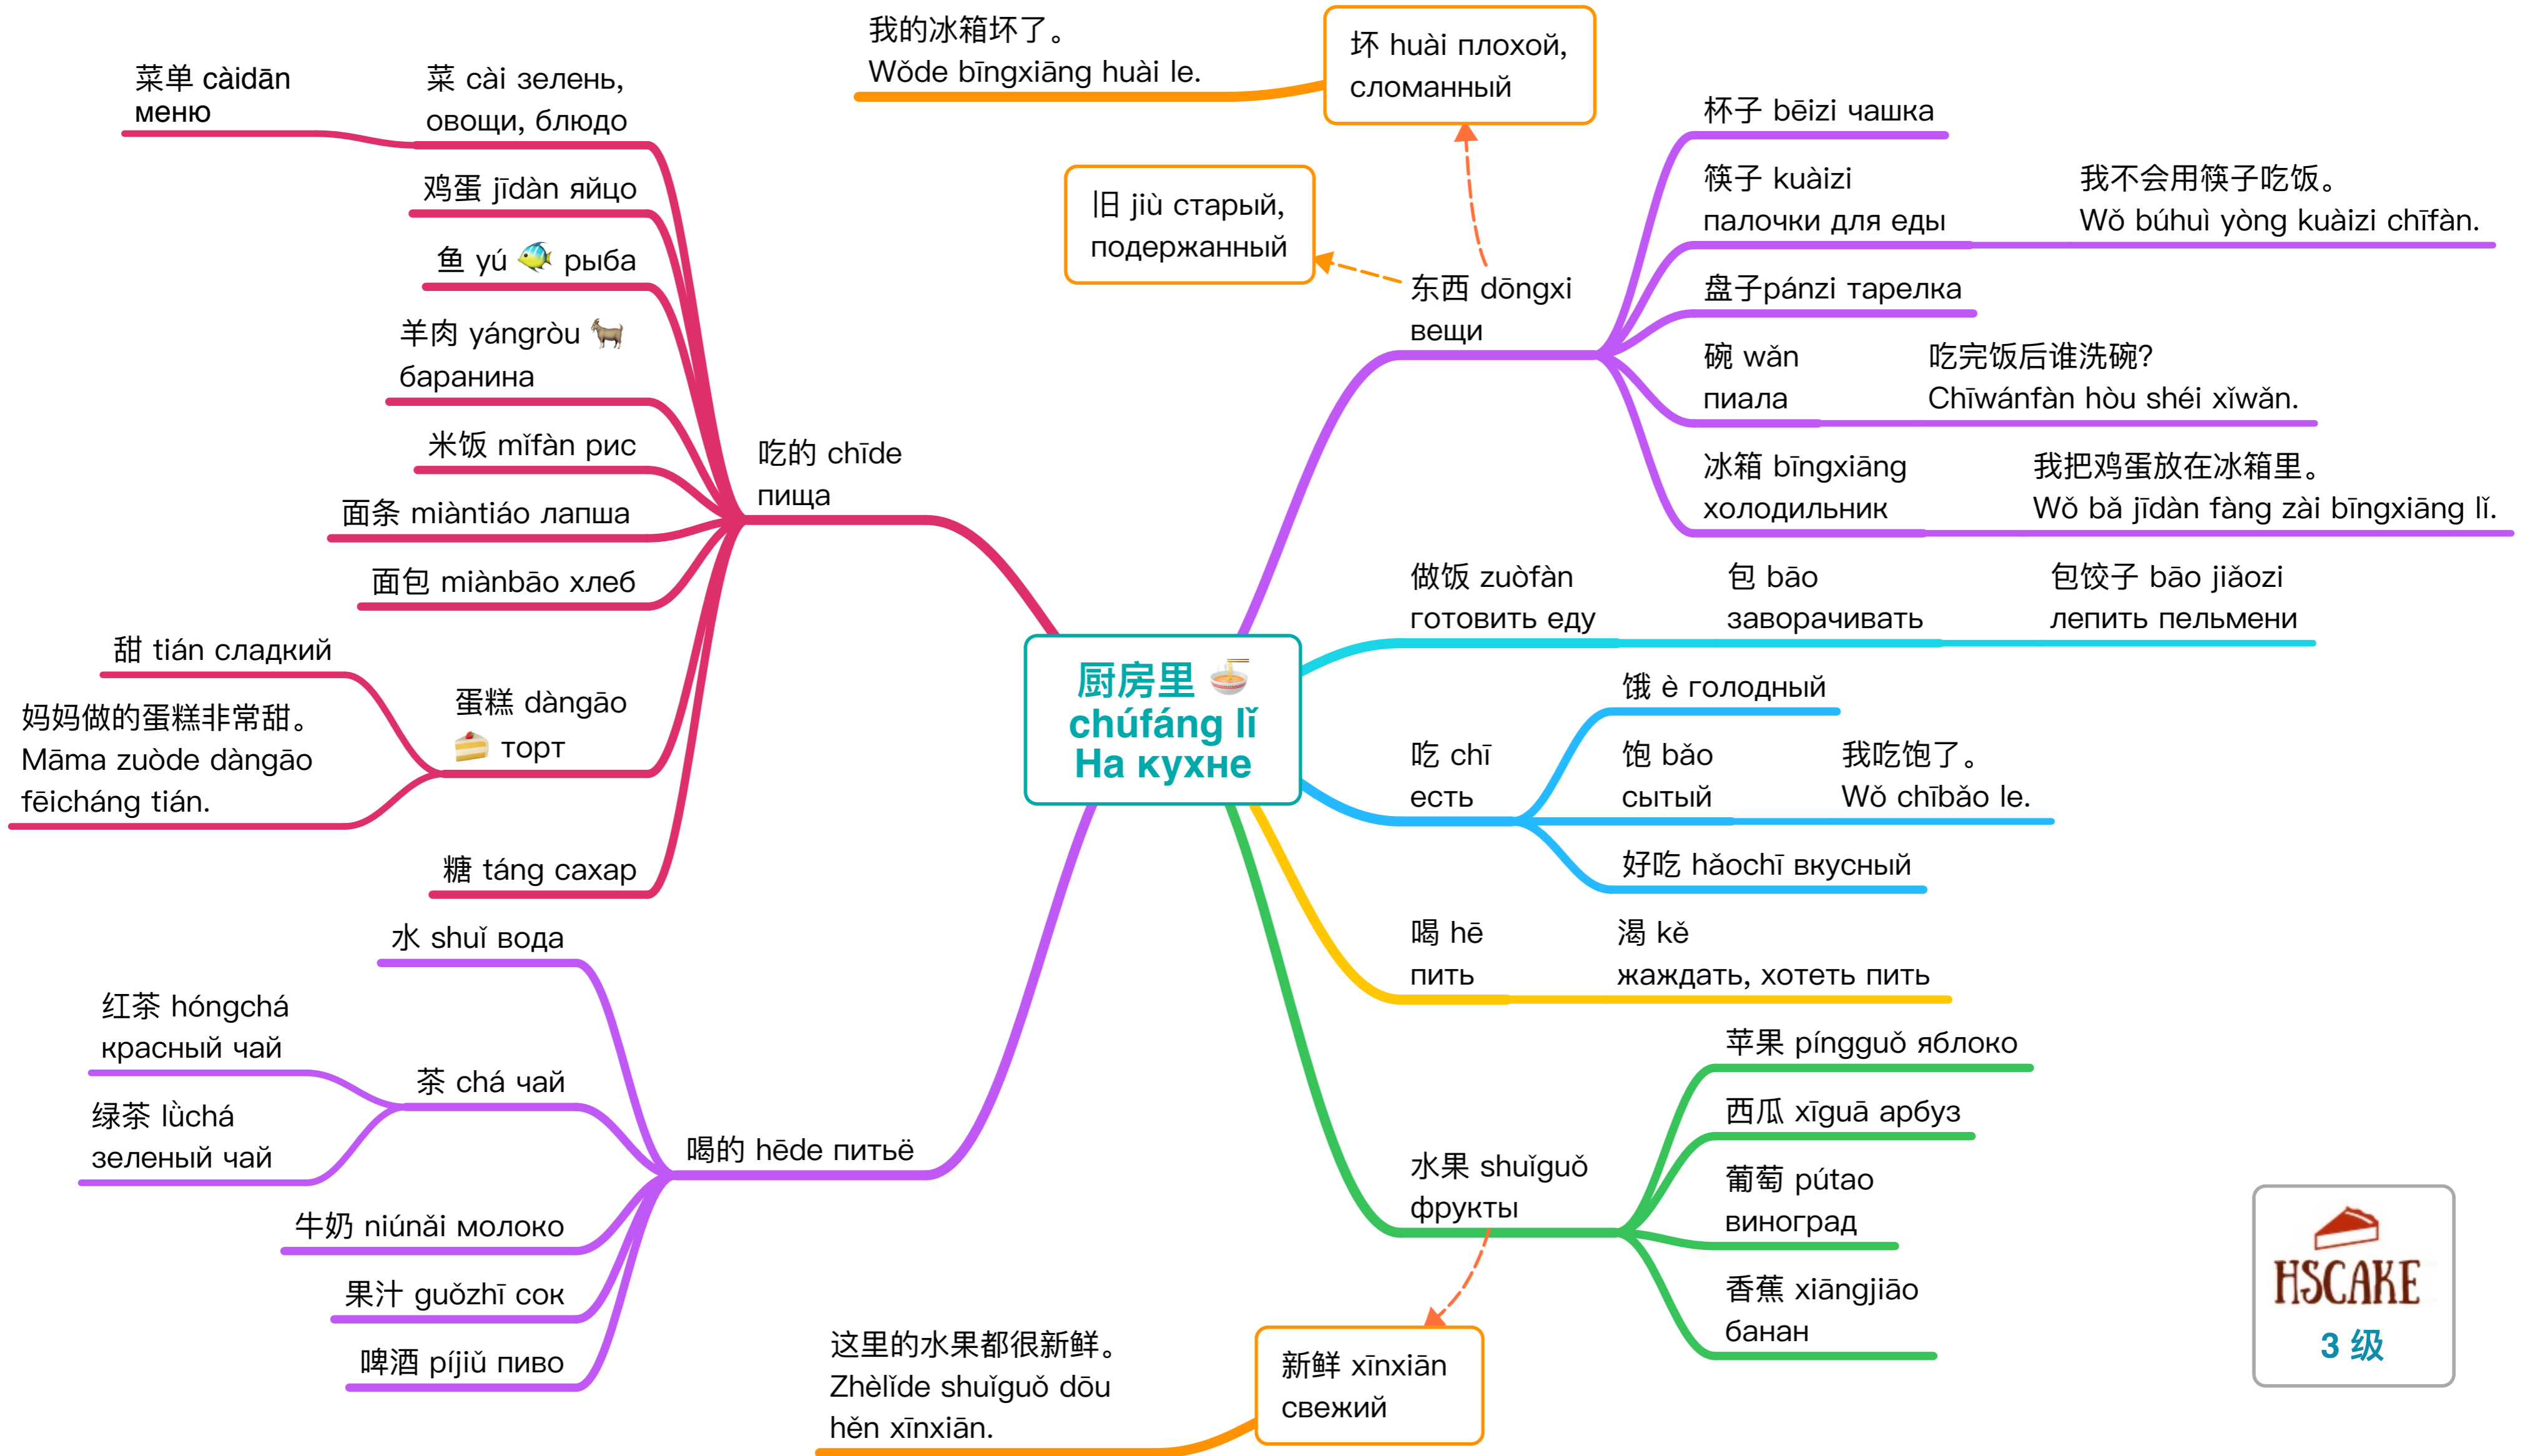 厨房里
chúfáng lǐ
На кухне
吃的 chīde
пища
菜 cài зелень,
овощи, блюдо
菜单 càidān
меню
鸡蛋 jīdàn яйцо
鱼 yú рыба
羊肉 yángròu
баранина
米饭 mǐfàn рис
面条 miàntiáo лапша
面包 miànbāo хлеб
蛋糕 dàngāo
торт
甜 tián сладкий
妈妈做的蛋糕非常甜。
Māma zuòde dàngāo
fēicháng tián.
糖 táng сахар
喝的 hēde питьё
水 shuǐ вода
茶 chá чай
红茶 hóngchá
красный чай
绿茶 lǜchá
зеленый чай
牛奶 niúnǎi молоко
果汁 guǒzhī сок
啤酒 píjiǔ пиво
东西 dōngxi
вещи
坏 huài плохой,
сломанный
我的冰箱坏了。
Wǒde bīngxiāng huài le.
旧 jiù старый,
подержанный
杯子 bēizi чашка
筷子 kuàizi
палочки для еды
我不会用筷子吃饭。
Wǒ búhuì yòng kuàizi chīfàn.
盘子pánzi тарелка
碗 wǎn
пиала
吃完饭后谁洗碗?
Chīwánfàn hòu shéi xǐwǎn.
冰箱 bīngxiāng
холодильник
我把鸡蛋放在冰箱里。
Wǒ bǎ jīdàn fàng zài bīngxiāng lǐ.
做饭 zuòfàn
готовить еду
包 bāo
заворачивать
包饺子 bāo jiǎozi
лепить пельмени
吃 chī
есть
饿 è голодный
饱 bǎo
сытый
我吃饱了。
Wǒ chībǎo le.
好吃 hǎochī вкусный
喝 hē
пить
渴 kě
жаждать, хотеть пить
水果 shuǐguǒ
фрукты
苹果 píngguǒ яблоко
西瓜 xīguā арбуз
葡萄 pútao
виноград
香蕉 xiāngjiāo
банан
新鲜 xīnxiān
свежий
这里的水果都很新鲜。
Zhèlǐde shuǐguǒ dōu
hěn xīnxiān.
HSCAKE
3 级